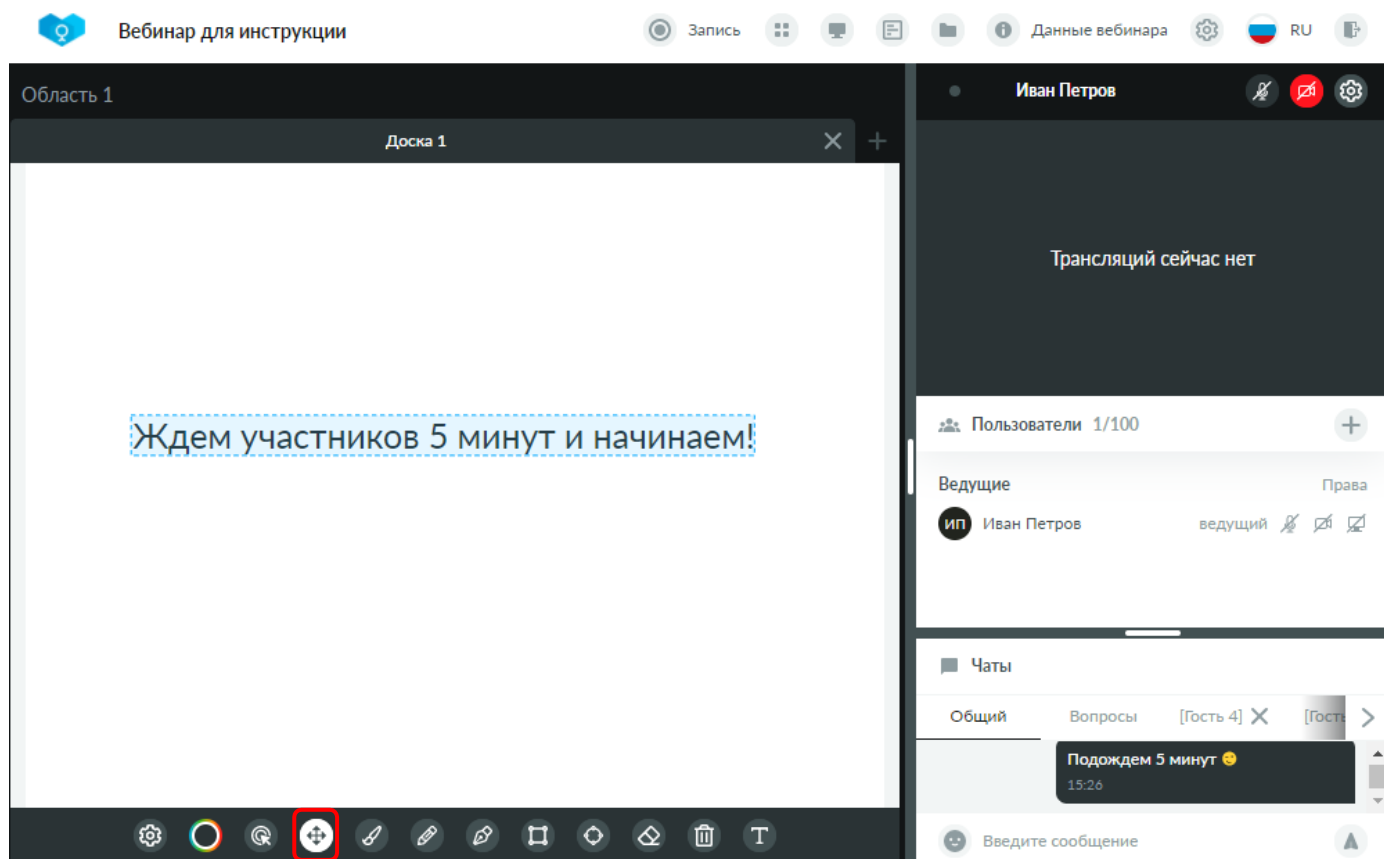 Вебинар для инструкции
Запись
Данные вебинара
RU
Область 1
Доска 1
Ждем участников 5 минут и начинаем!
T
Иван Петров
Трансляций сейчас нет
Пользователи 1/100
Ведущие Права
ИП Иван Петров ведущий
Чаты
Общий Вопросы [Гость 4] [Гость
Подождем 5 минут
15:26
Введите сообщение